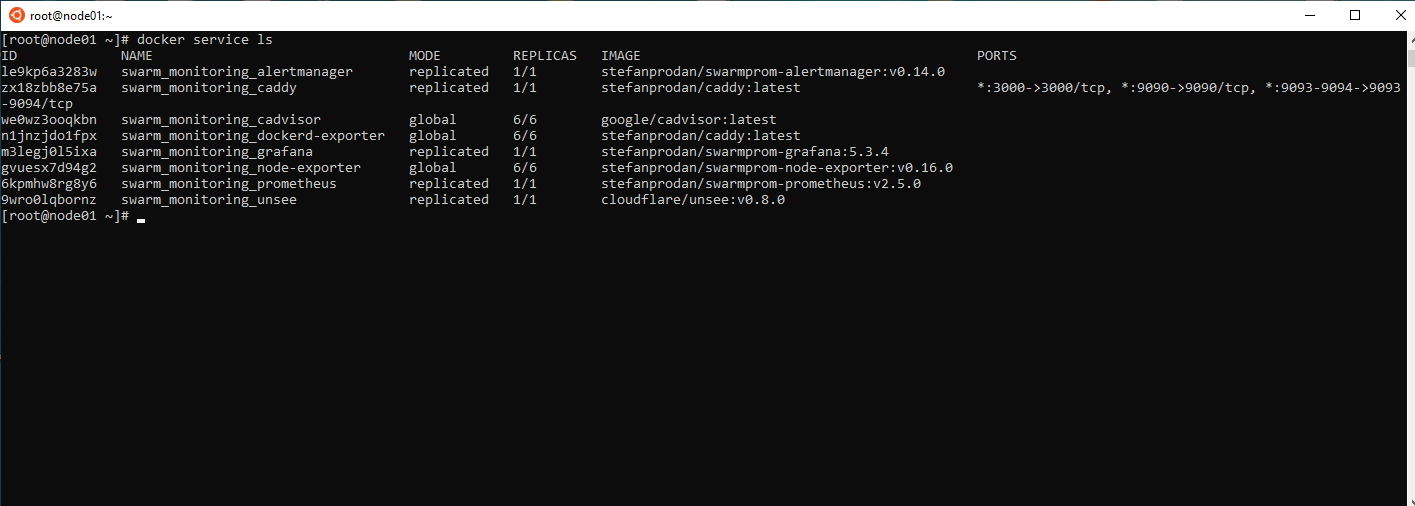 root@node01:~
[root@node01 ~]# docker service ls
ID NAME MODE REPLICAS IMAGE PORTS
le9kp6a3283w swarm_monitoring_alertmanager replicated 1/1 stefanprodan/swarmprom-alertmanager:v0.14.0
zx18zbb8e75a swarm_monitoring_caddy replicated 1/1 stefanprodan/caddy:latest *:3000->3000/tcp, *:9090->9090/tcp, *:9093-9094->9093
-9094/tcp
we0wz3ooqkbn swarm_monitoring_cadvisor global 6/6 google/cadvisor:latest
n1jnzjdo1fpx swarm_monitoring_dockerd-exporter global 6/6 stefanprodan/caddy:latest
m3legj0l5ixa swarm_monitoring_grafana replicated 1/1 stefanprodan/swarmprom-grafana:5.3.4
gvuesx7d94g2 swarm_monitoring_node-exporter global 6/6 stefanprodan/swarmprom-node-exporter:v0.16.0
6kpmhw8rg8y6 swarm_monitoring_prometheus replicated 1/1 stefanprodan/swarmprom-prometheus:v2.5.0
9wro0lqbornz swarm_monitoring_unsee replicated 1/1 cloudflare/unsee:v0.8.0
[root@node01 ~]#